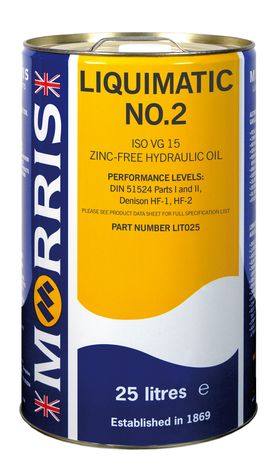 MORRIS
LIQUIMATIC
NO.2
ISO VG 15
ZINC-FREE HYDRAULIC OIL
PERFORMANCE LEVELS:
DIN 51524 Parts I and II,
Denison HF-1, HF-2
PLEASE SEE PRODUCT DATA SHEET FOR FULL SPECIFICATION LIST
PART NUMBER LIT025
25 litres e
Established in 1869